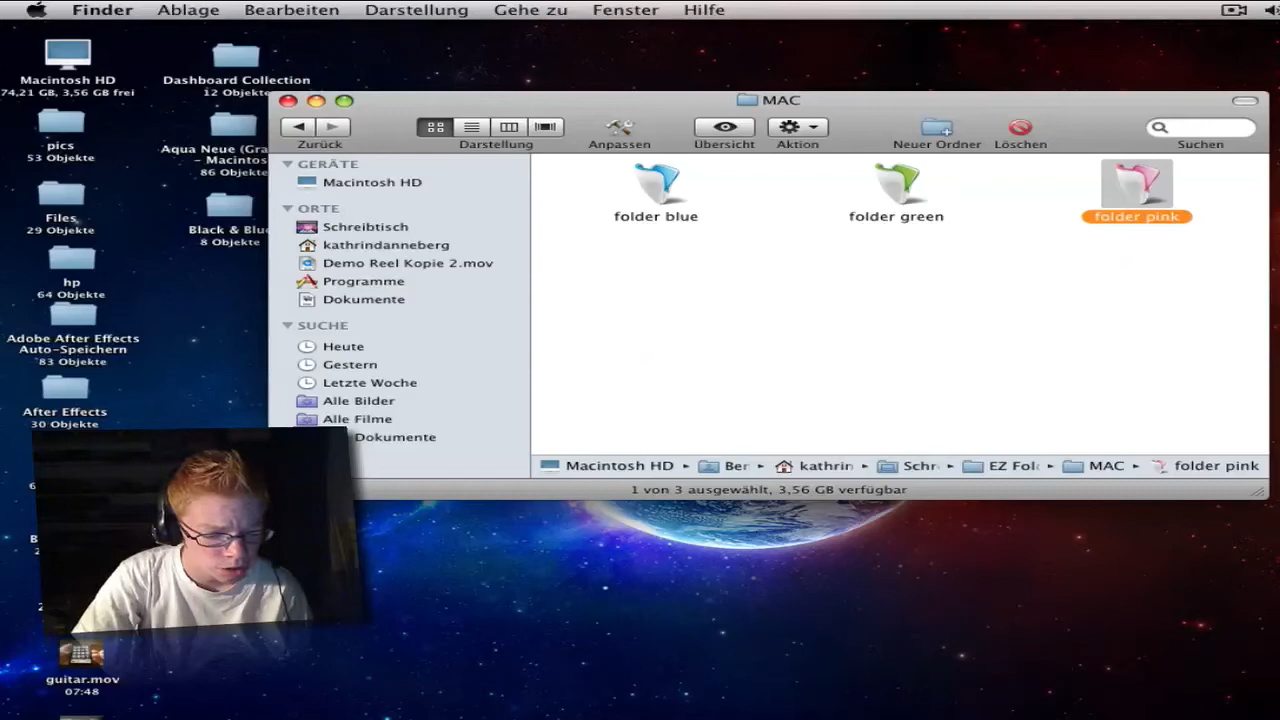 Finder Ablage Bearbeiten Darstellung Gehe zu Fenster Hilfe
Macintosh HD
74,21 GB, 3,56 GB frei
pics
53 Objekte
Files
29 Objekte
hp
64 Objekte
Adobe After Effects
Auto-Speichern
83 Objekte
After Effects
30 Objekte
guitar.mov
07:48
Dashboard Collection
12 Objekte
Aqua Neue (Gra
– Macintos
86 Objekte
Black & Blu
8 Objekte
MAC
Zurück Darstellung Anpassen Übersicht Aktion Neuer Ordner Löschen Suchen
GERÄTE
Macintosh HD
ORTE
Schreibtisch
kathrindanneberg
Demo Reel Kopie 2.mov
Programme
Dokumente
SUCHE
Heute
Gestern
Letzte Woche
Alle Bilder
Alle Filme
Dokumente
folder blue folder green folder pink
Macintosh HD Ber kathrin Schr EZ Fol MAC folder pink
1 von 3 ausgewählt, 3,56 GB verfügbar